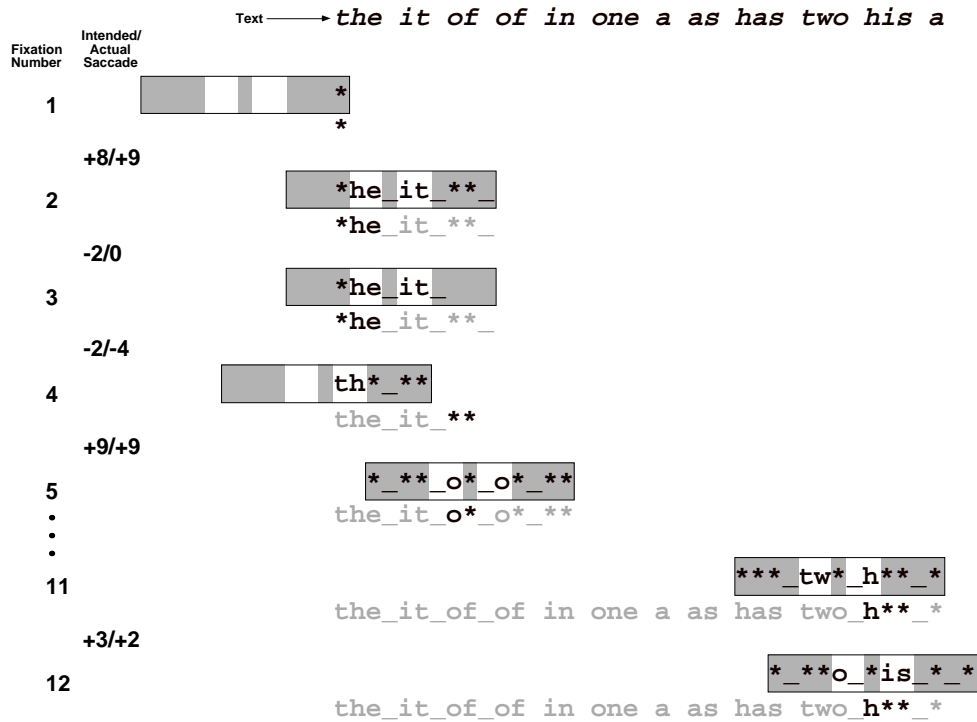 Text the it of of in one a as has two his a
Fixation Number Intended/ Actual Saccade
1 *
*
+8/+9
2 *he_it_**_
*he_it_**_
-2/0
3 *he_it_
*he_it_**_
-2/-4
4 th*_**
the_it_**
+9/+9
5 *_**_o*_o*_**
the_it_o*_o*_**
11 ***_tw*_h**_*
the_it_of_of in one a as has two_h**_*
+3/+2
12 *_**o_*is_*_*
the_it_of_of in one a as has two_h**_*